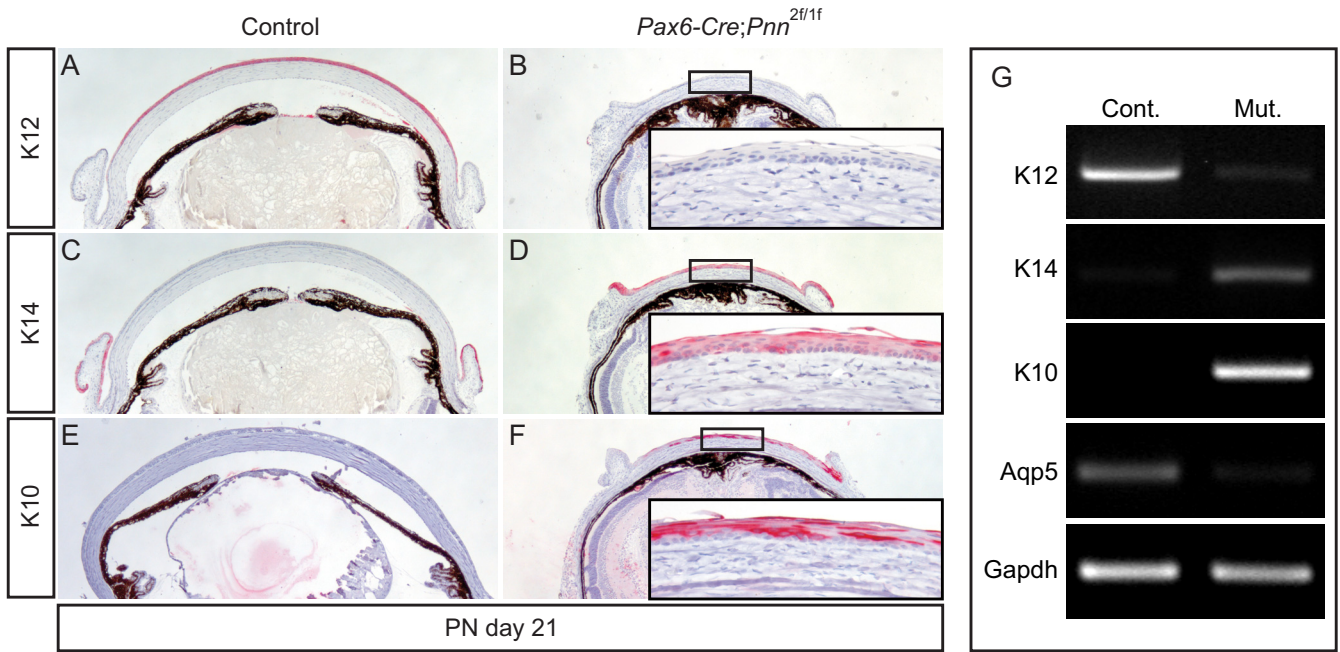 Control
Pax6-Cre;Pnn2f/1f
K12
A
B
K14
C
D
K10
E
F
PN day 21
G
Cont. Mut.
K12
K14
K10
Aqp5
Gapdh